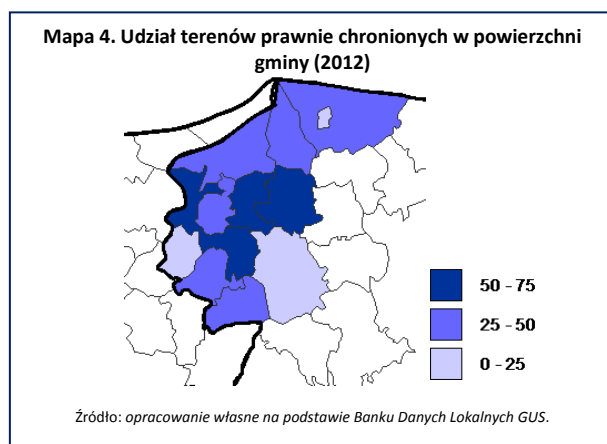 Mapa 4. Udział terenów prawnie chronionych w powierzchni
gminy (2012)
50 - 75
25 - 50
0 - 25
Źródło: opracowanie własne na podstawie Banku Danych Lokalnych GUS.